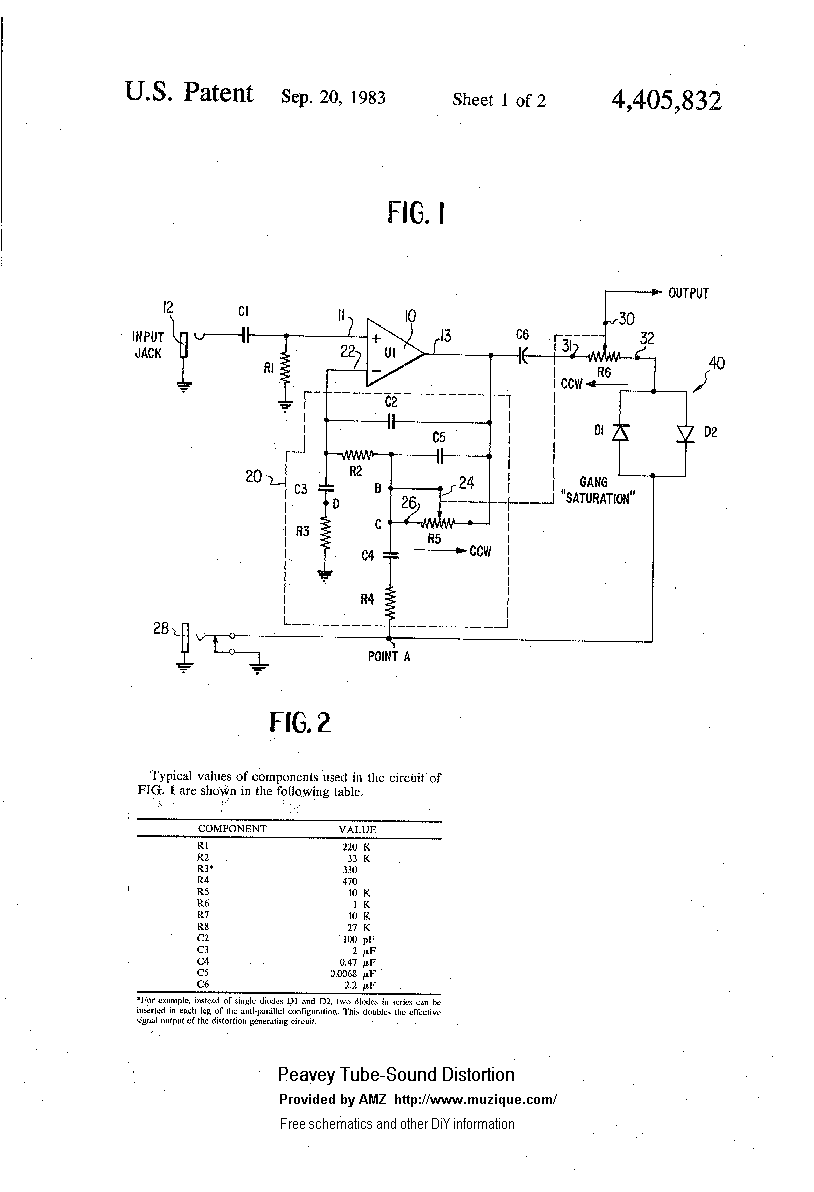 U.S. Patent Sep. 20, 1983 Sheet 1 of 2 4,405,832
FIG. 1
OUTPUT
12
C1
11
10
13
C6
30
31
32
INPUT
JACK
+
U1
22
−
R1
R6
CCW
40
C2
D1
D2
C5
R2
20
C3
24
B
D
26
GANG
"SATURATION"
C
R3
R5
C4
CCW
R4
28
POINT A
FIG. 2
Typical values of components used in the circuit of
FIG. 1 are shown in the following table.
COMPONENT VALUE
R1 220 K
R2 33 K
R3* 330
R4 470
R5 10 K
R6 1 K
R7 10 K
R8 27 K
C2 100 pF
C3 2 µF
C4 0.47 µF
C5 0.0068 µF
C6 2.2 µF
*For example, instead of single diodes D1 and D2, two diodes in series can be
inserted in each leg of the anti-parallel configuration. This doubles the effective
signal output of the distortion generating circuit.
Peavey Tube-Sound Distortion
Provided by AMZ http://www.muzique.com/
Free schematics and other DiY information